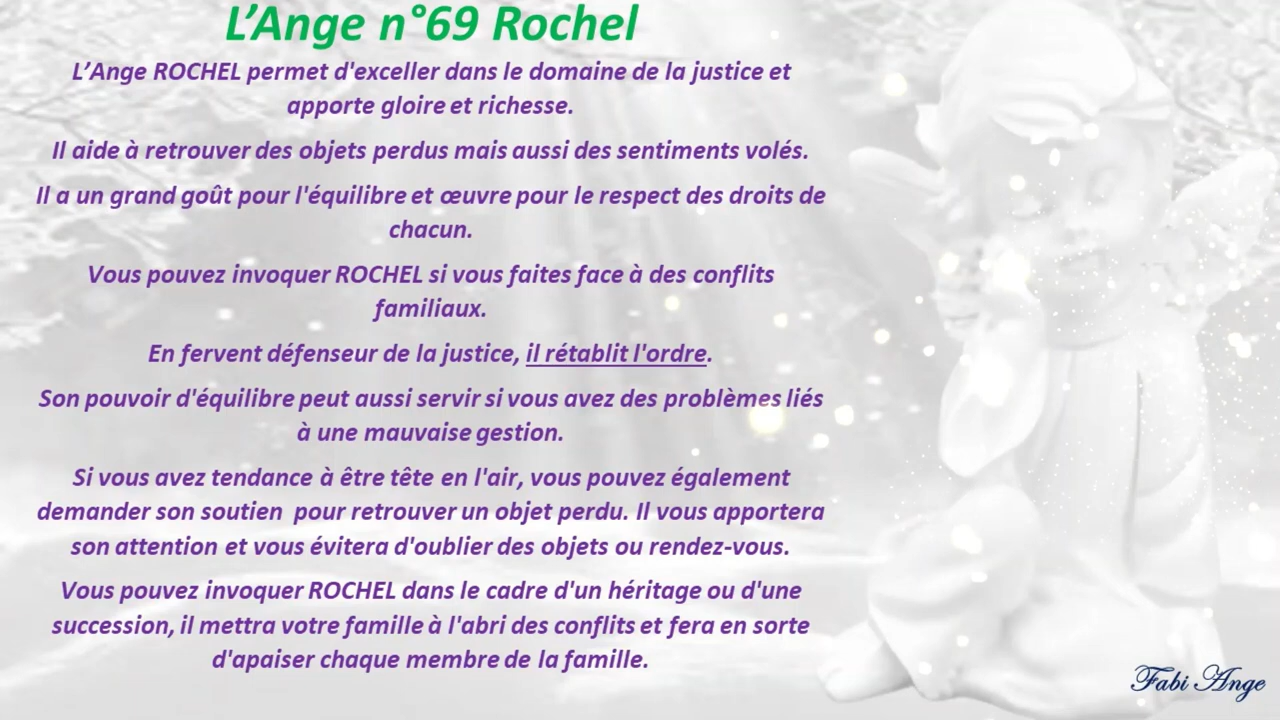 L’Ange n°69 Rochel
L’Ange ROCHEL permet d'exceller dans le domaine de la justice et
apporte gloire et richesse.
Il aide à retrouver des objets perdus mais aussi des sentiments volés.
Il a un grand goût pour l'équilibre et œuvre pour le respect des droits de
chacun.
Vous pouvez invoquer ROCHEL si vous faites face à des conflits
familiaux.
En fervent défenseur de la justice, il rétablit l'ordre.
Son pouvoir d'équilibre peut aussi servir si vous avez des problèmes liés
à une mauvaise gestion.
Si vous avez tendance à être tête en l'air, vous pouvez également
demander son soutien  pour retrouver un objet perdu. Il vous apportera
son attention et vous évitera d'oublier des objets ou rendez-vous.
Vous pouvez invoquer ROCHEL dans le cadre d'un héritage ou d'une
succession, il mettra votre famille à l'abri des conflits et fera en sorte
d'apaiser chaque membre de la famille.
Fabi Ange